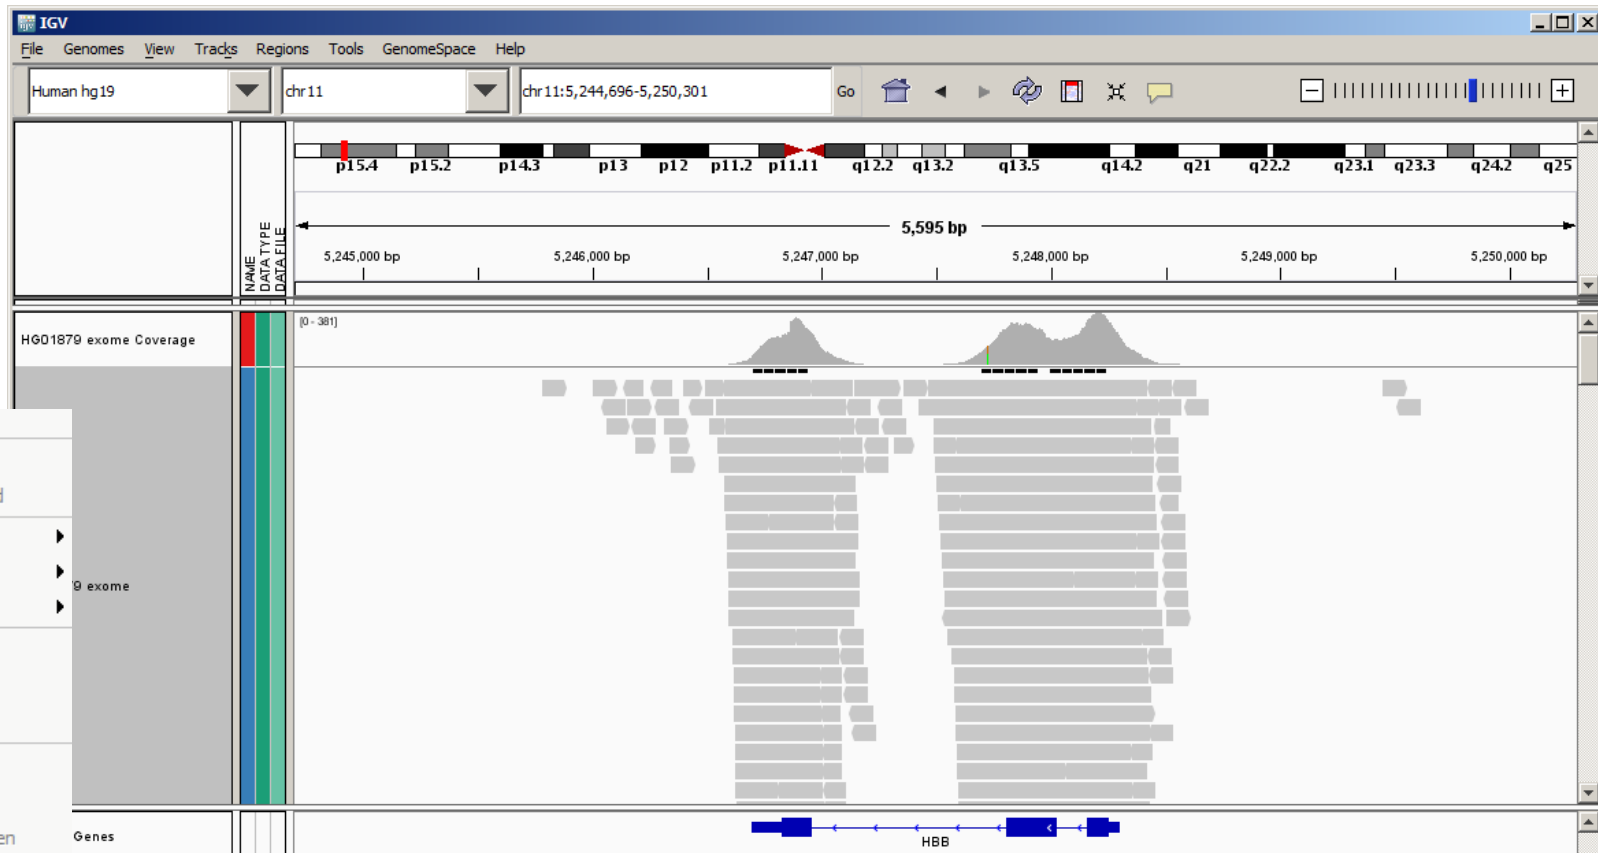 IGV
File Genomes View Tracks Regions Tools GenomeSpace Help
Human hg19 chr11 chr11:5,244,696-5,250,301 Go
p15.4 p15.2 p14.3 p13 p12 p11.2 p11.11 q12.2 q13.2 q13.5 q14.2 q21 q22.2 q23.1 q23.3 q24.2 q25
NAME
DATA TYPE
DATA FILE
5,595 bp
5,245,000 bp 5,246,000 bp 5,247,000 bp 5,248,000 bp 5,249,000 bp 5,250,000 bp
HG01879 exome Coverage
[0 - 381]
9 exome
en
Genes
HBB